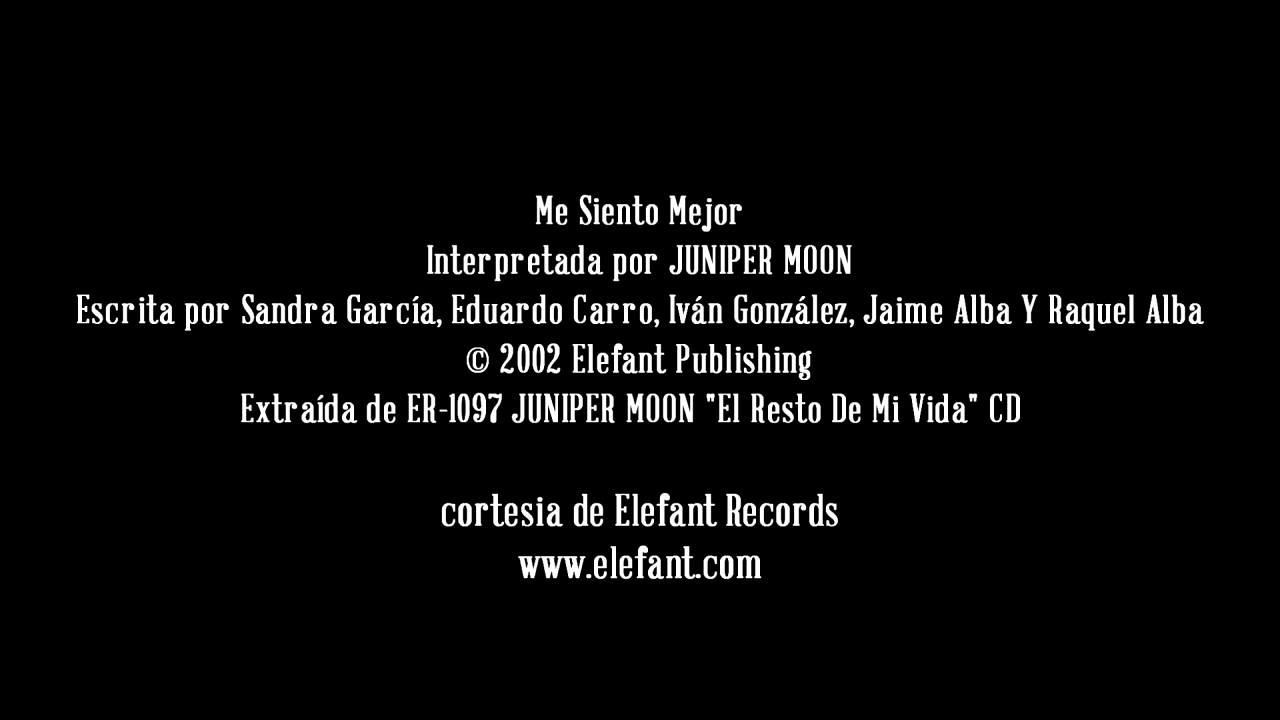 Me Siento Mejor
Interpretada por JUNIPER MOON
Escrita por Sandra García, Eduardo Carro, Iván González, Jaime Alba Y Raquel Alba
© 2002 Elefant Publishing
Extraída de ER-1097 JUNIPER MOON "El Resto De Mi Vida" CD
cortesia de Elefant Records
www.elefant.com